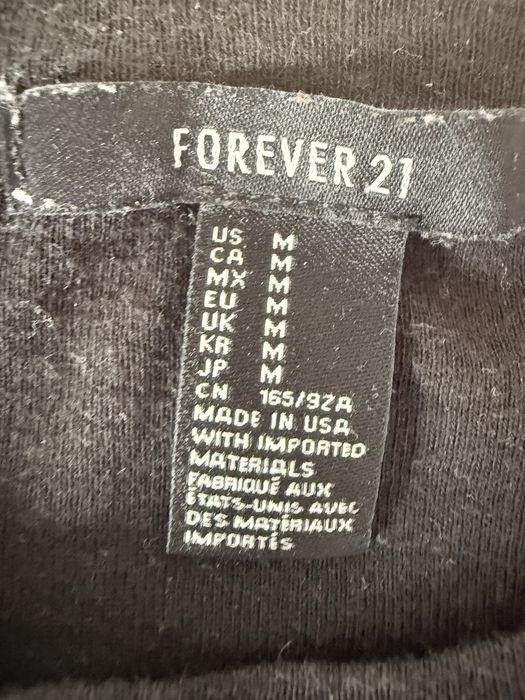 FOREVER 21
US M
CA M
MX M
EU M
UK M
KR M
JP M
CN 165/92A
MADE IN USA
WITH IMPORTED
MATERIALS
FABRIQUÉ AUX
ÉTATS-UNIS AVEC
DES MATÉRIAUX
IMPORTÉS